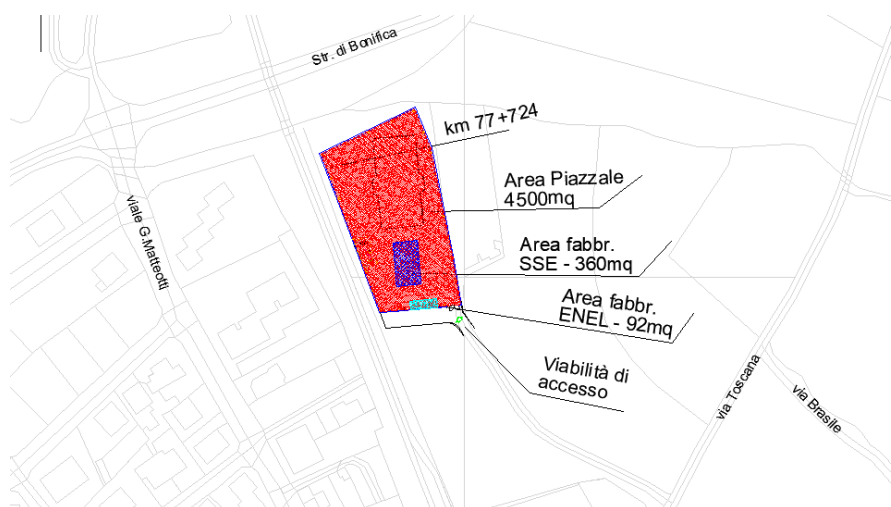 Str. di Bonifica
km 77+724
Area Piazzale
4500mq
viale G.Matteotti
Area fabbr.
SSE - 360mq
Area fabbr.
ENEL - 92mq
Viabilità di
accesso
via Toscana
via Brasile